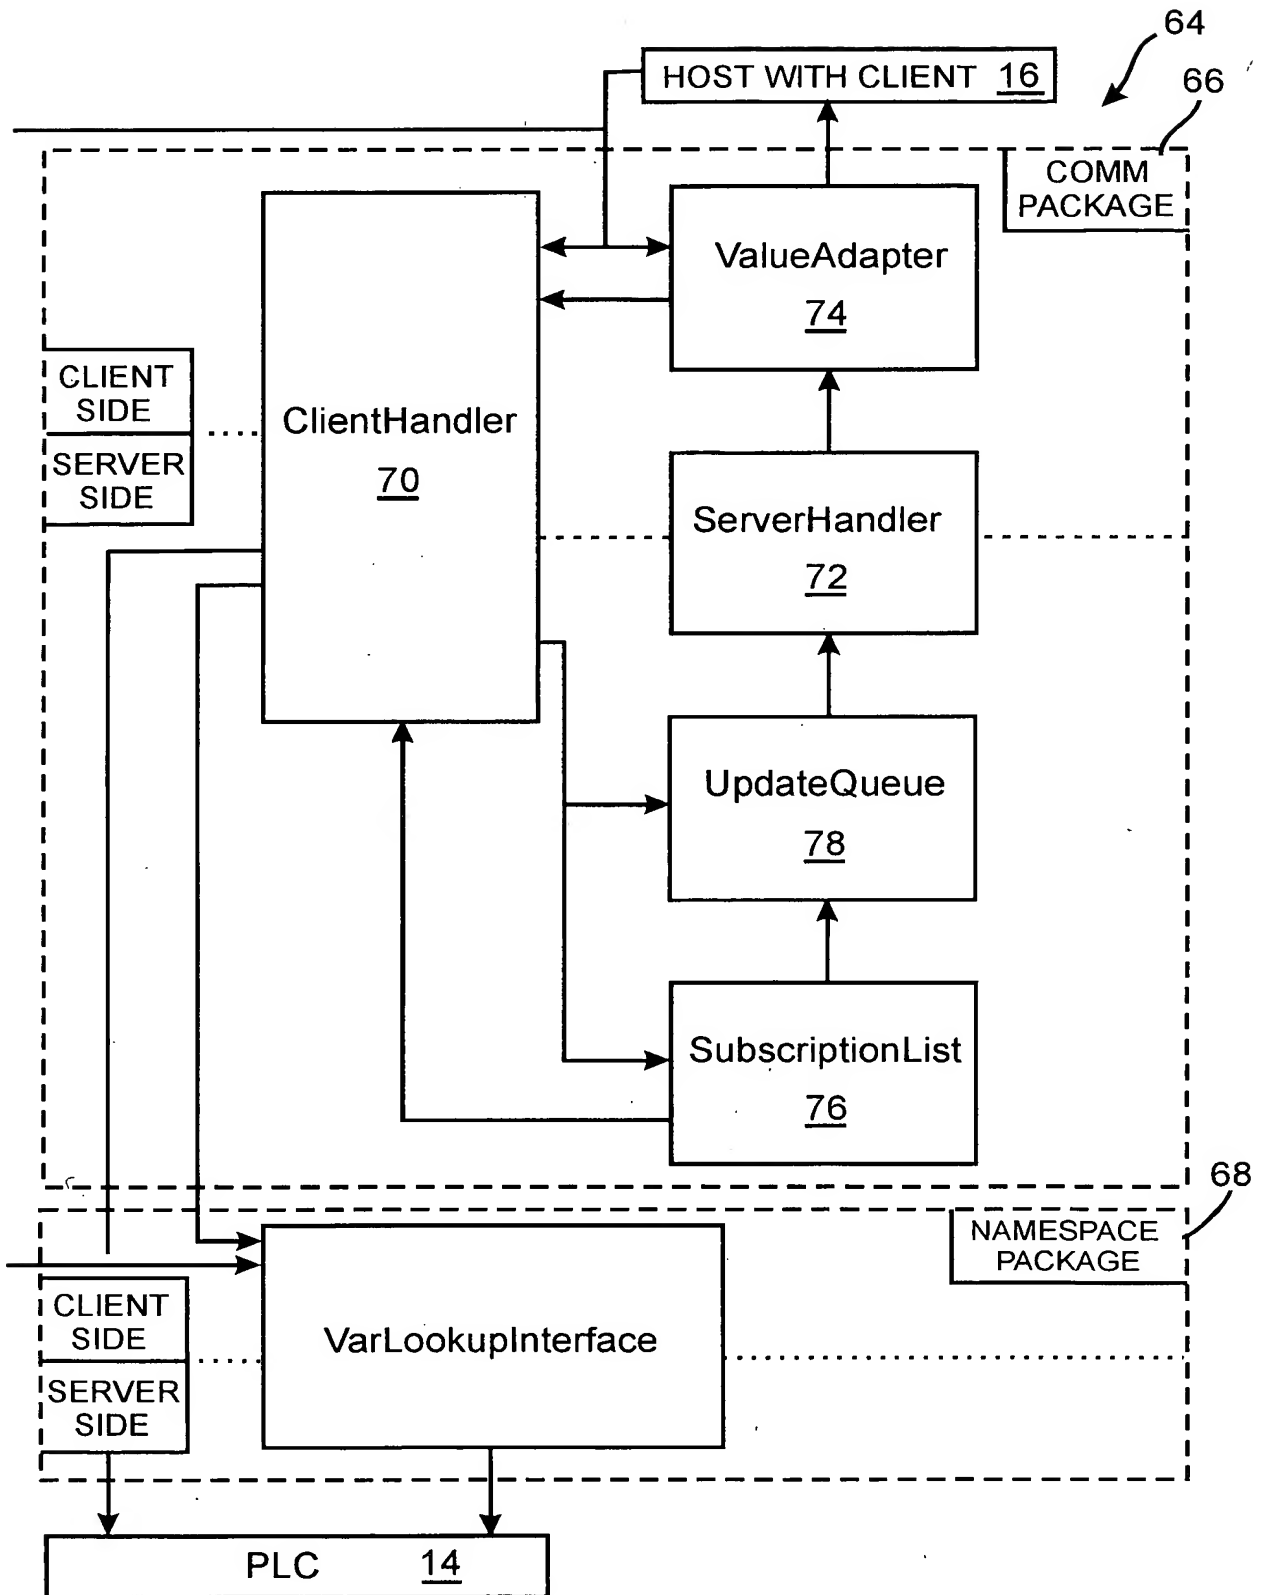 64
HOST WITH CLIENT 16
66
COMM
PACKAGE
ValueAdapter
74
CLIENT
SIDE
ClientHandler
70
SERVER
SIDE
ServerHandler
72
UpdateQueue
78
SubscriptionList
76
68
NAMESPACE
PACKAGE
CLIENT
SIDE
VarLookupInterface
SERVER
SIDE
PLC 14